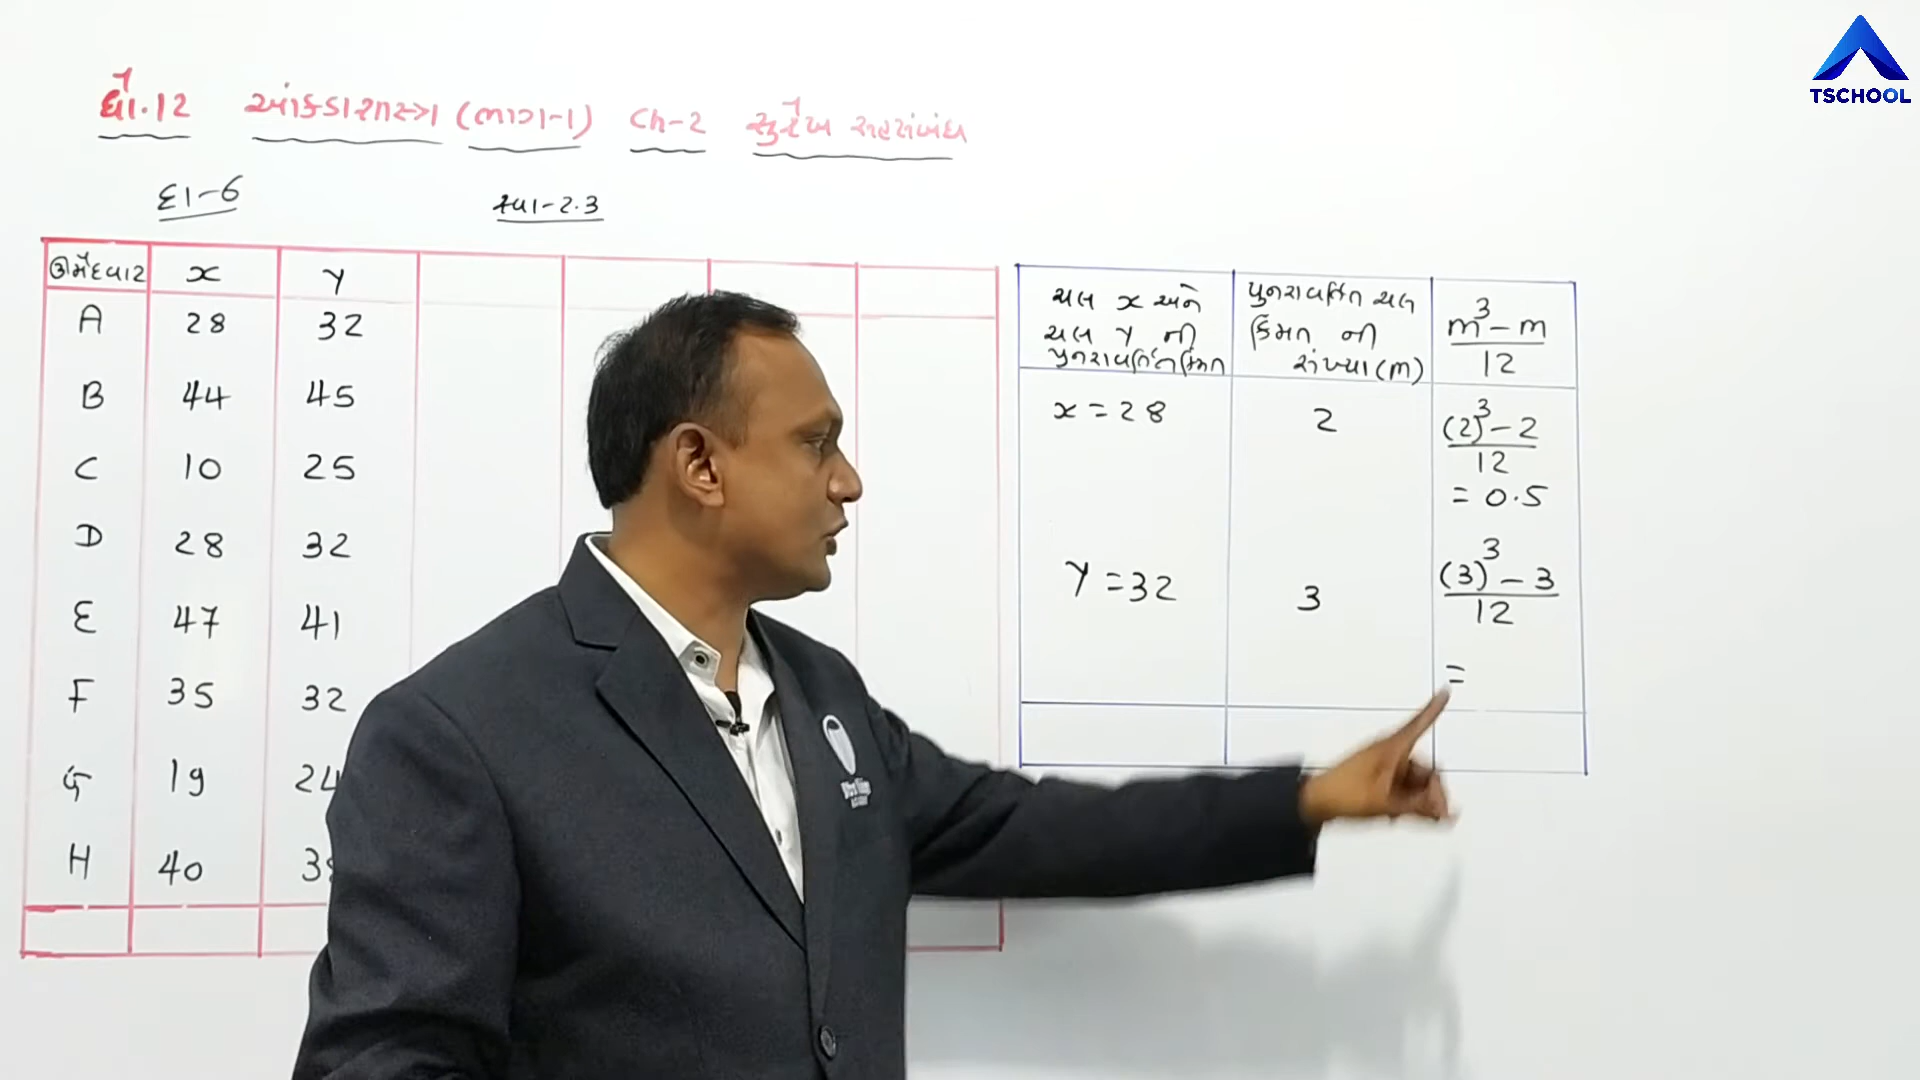 TSCHOOL
ધો.12 આંકડાશાસ્ત્ર (ભાગ-1) Ch-2 સુરેખ સહસંબંધ
દા-6 સ્વા-2.3
ઉમેદવાર x y
A 28 32
B 44 45
C 10 25
D 28 32
E 47 41
F 35 32
G 19 24
H 40
ચલ x અને
ચલ y ની
પુનરાવર્તિત કિંમત
પુનરાવર્તિત ચલ
કિંમત ની
સંખ્યા (m)
m³ - m
12
x = 28 2 (2)³ - 2
12
= 0.5
y = 32 3 (3)³ - 3
12
=